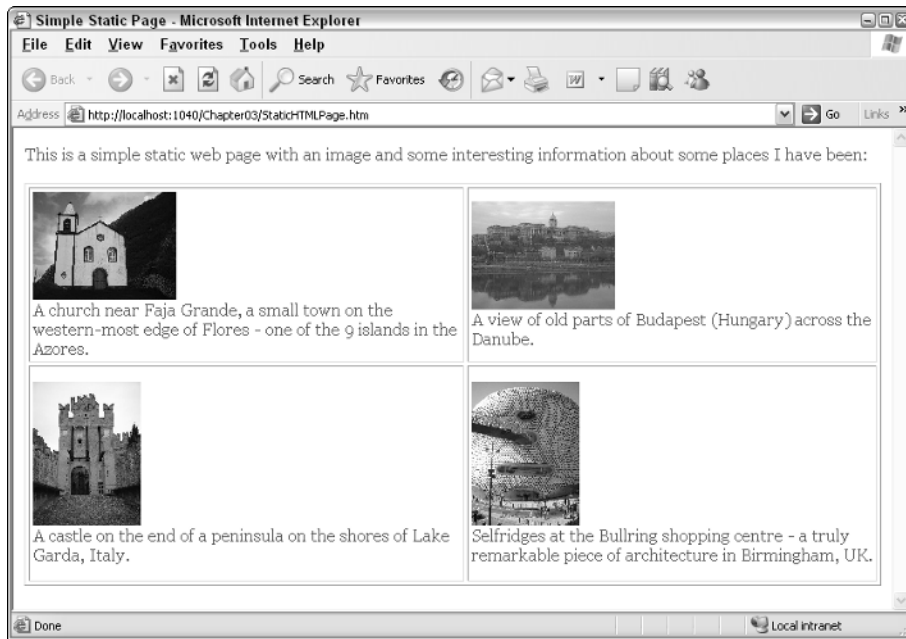 Simple Static Page - Microsoft Internet Explorer
File Edit View Favorites Tools Help
Back Search Favorites W
Address http://localhost:1040/Chapter03/StaticHTMLPage.htm Go Links »
This is a simple static web page with an image and some interesting information about some places I have been:
A church near Faja Grande, a small town on the
western-most edge of Flores - one of the 9 islands in the
Azores.
A view of old parts of Budapest (Hungary) across the
Danube.
A castle on the end of a peninsula on the shores of Lake
Garda, Italy.
Selfridges at the Bullring shopping centre - a truly
remarkable piece of architecture in Birmingham, UK.
Done Local intranet